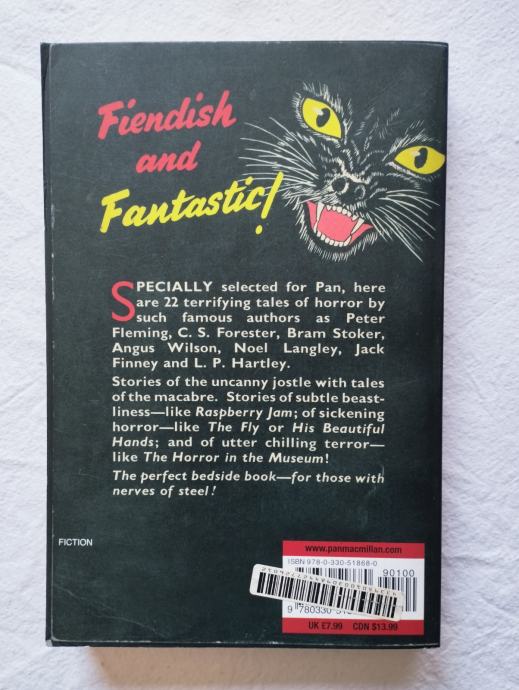 Fiendish
and
Fantastic!
SPECIALLY selected for Pan, here
are 22 terrifying tales of horror by
such famous authors as Peter
Fleming, C. S. Forester, Bram Stoker,
Angus Wilson, Noel Langley, Jack
Finney and L. P. Hartley.
Stories of the uncanny jostle with tales
of the macabre. Stories of subtle beast-
liness—like Raspberry Jam; of sickening
horror—like The Fly or His Beautiful
Hands; and of utter chilling terror—
like The Horror in the Museum!
The perfect bedside book—for those with
nerves of steel!
FICTION
www.panmacmillan.com
ISBN 978-0-330-51868-0
90100
9 780330
UK £7.99 CDN $13.99